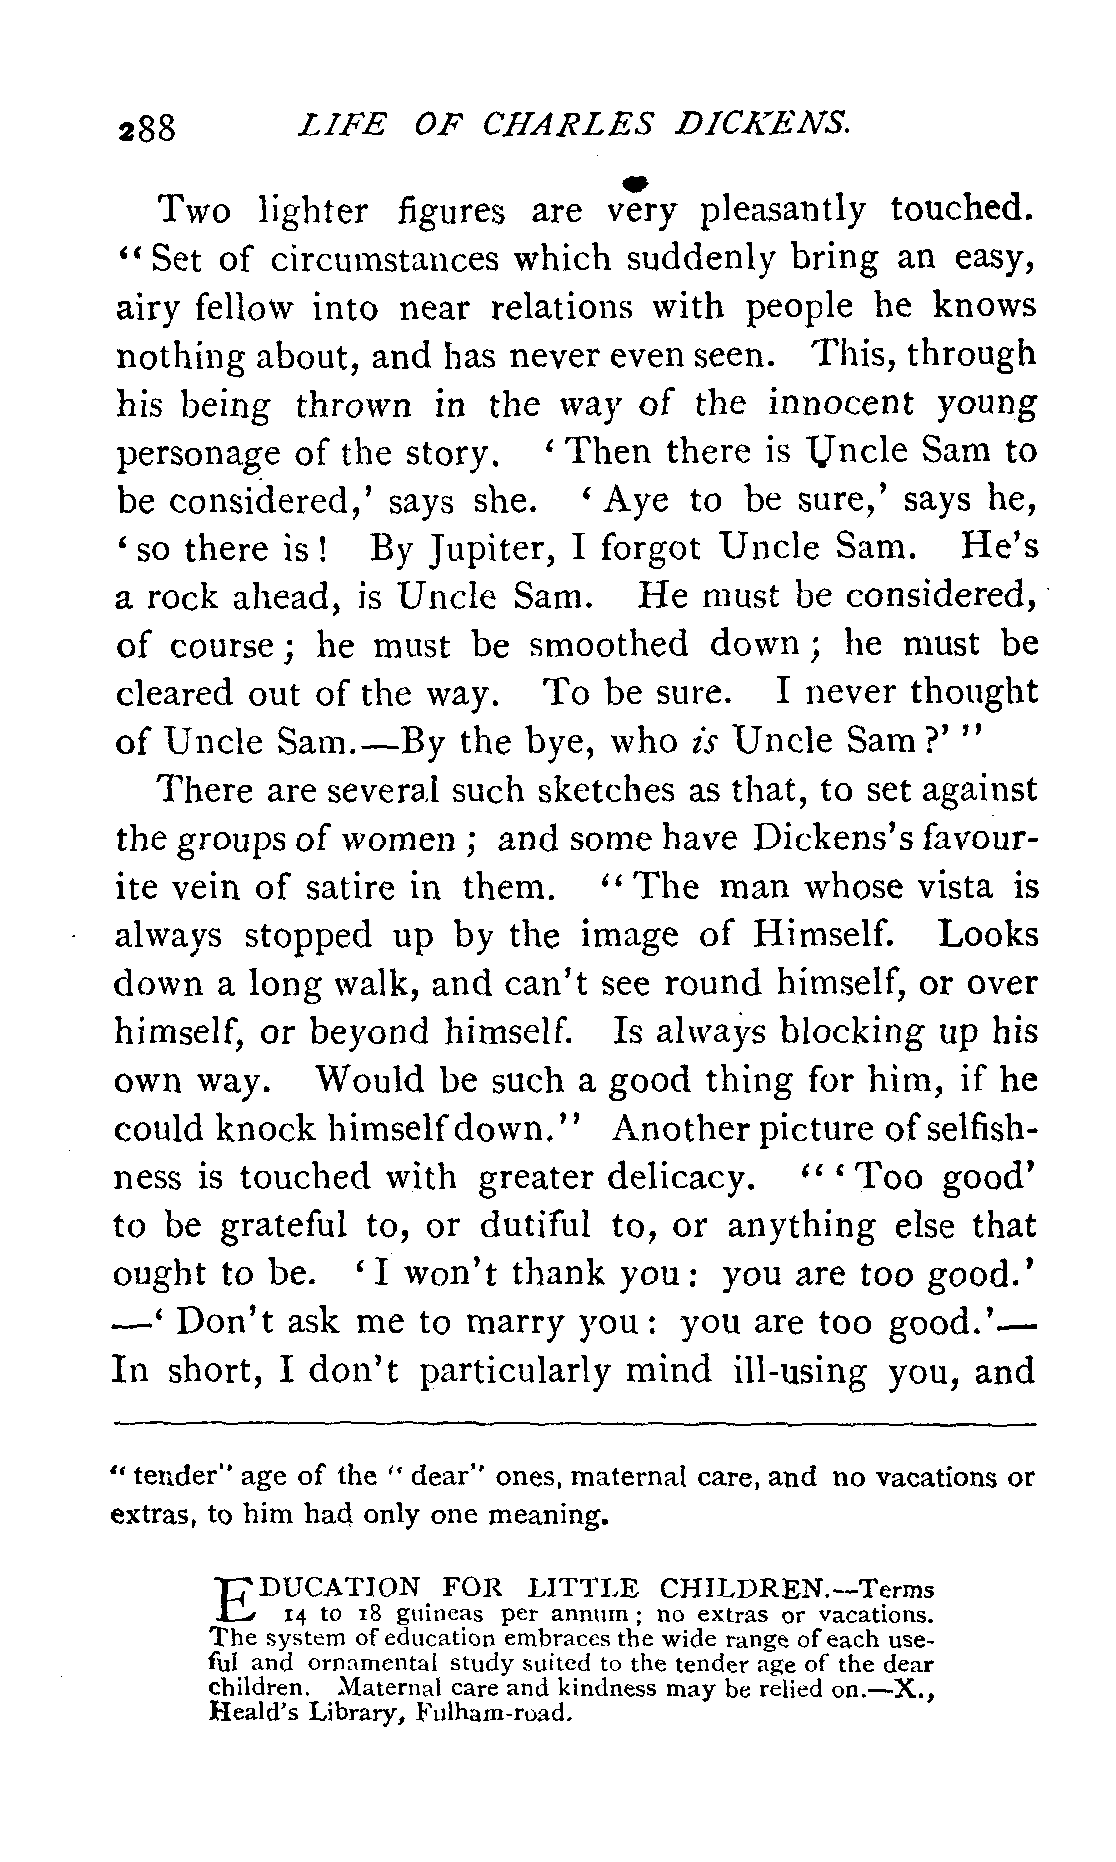 288 LIFE OF CHARLES DICKENS.
Two lighter figures are very pleasantly touched.
“Set of circumstances which suddenly bring an easy,
airy fellow into near relations with people he knows
nothing about, and has never even seen. This, through
his being thrown in the way of the innocent young
personage of the story. ‘Then there is Uncle Sam to
be considered,’ says she. ‘Aye to be sure,’ says he,
‘so there is! By Jupiter, I forgot Uncle Sam. He’s
a rock ahead, is Uncle Sam. He must be considered,
of course; he must be smoothed down; he must be
cleared out of the way. To be sure. I never thought
of Uncle Sam.—By the bye, who is Uncle Sam?’”
There are several such sketches as that, to set against
the groups of women; and some have Dickens’s favour-
ite vein of satire in them. “The man whose vista is
always stopped up by the image of Himself. Looks
down a long walk, and can’t see round himself, or over
himself, or beyond himself. Is always blocking up his
own way. Would be such a good thing for him, if he
could knock himself down.” Another picture of selfish-
ness is touched with greater delicacy. “‘Too good’
to be grateful to, or dutiful to, or anything else that
ought to be. ‘I won’t thank you: you are too good.’
—‘Don’t ask me to marry you: you are too good.’—
In short, I don’t particularly mind ill-using you, and
“tender” age of the “dear” ones, maternal care, and no vacations or
extras, to him had only one meaning.
EDUCATION FOR LITTLE CHILDREN.—Terms
14 to 18 guineas per annum; no extras or vacations.
The system of education embraces the wide range of each use-
ful and ornamental study suited to the tender age of the dear
children. Maternal care and kindness may be relied on.—X.,
Heald’s Library, Fulham-road.